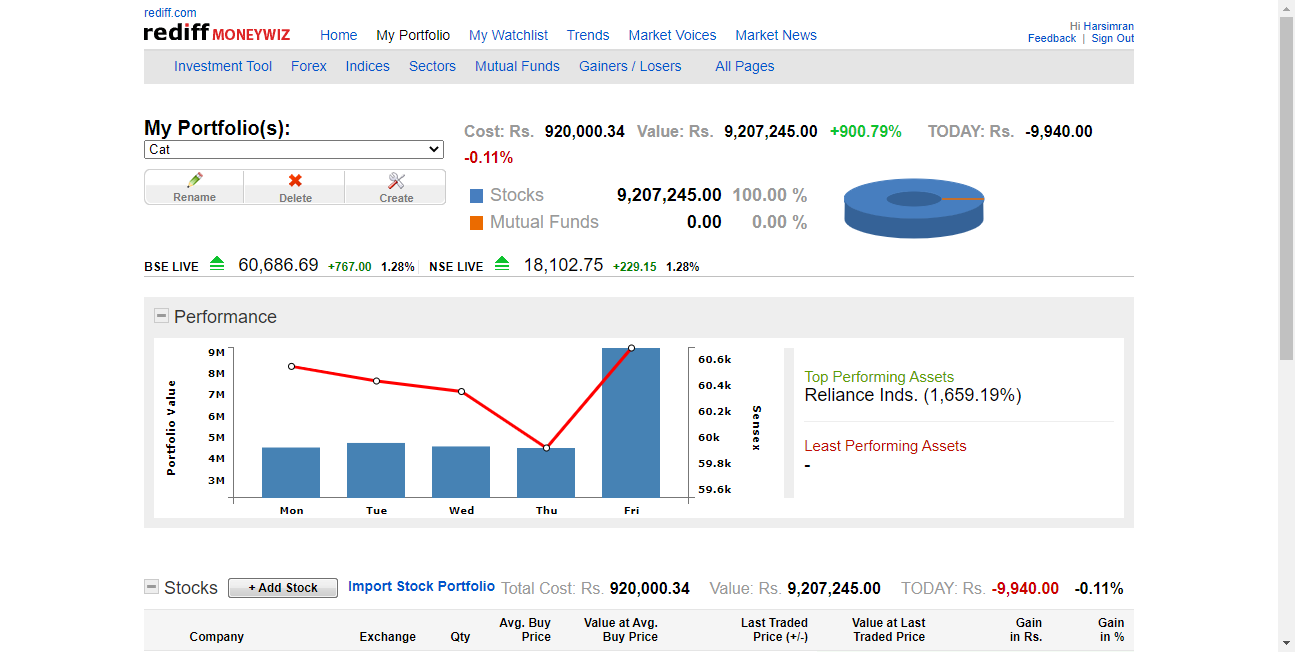 rediff.com
rediff MONEYWIZ Home My Portfolio My Watchlist Trends Market Voices Market News
Hi Harsimran
Feedback | Sign Out
Investment Tool Forex Indices Sectors Mutual Funds Gainers / Losers All Pages
My Portfolio(s):
Cat
Rename Delete Create
Cost: Rs. 920,000.34 Value: Rs. 9,207,245.00 +900.79% TODAY: Rs. -9,940.00
-0.11%
Stocks 9,207,245.00 100.00 %
Mutual Funds 0.00 0.00 %
BSE LIVE 60,686.69 +767.00 1.28% NSE LIVE 18,102.75 +229.15 1.28%
Performance
Portfolio Value
9M
8M
7M
6M
5M
4M
3M
Mon Tue Wed Thu Fri
60.6k
60.4k
60.2k
60k
59.8k
59.6k
Sensex
Top Performing Assets
Reliance Inds. (1,659.19%)
Least Performing Assets
-
Stocks + Add Stock Import Stock Portfolio Total Cost: Rs. 920,000.34 Value: Rs. 9,207,245.00 TODAY: Rs. -9,940.00 -0.11%
Company Exchange Qty Avg. Buy Price Value at Avg. Buy Price Last Traded Price (+/-) Value at Last Traded Price Gain in Rs. Gain in %